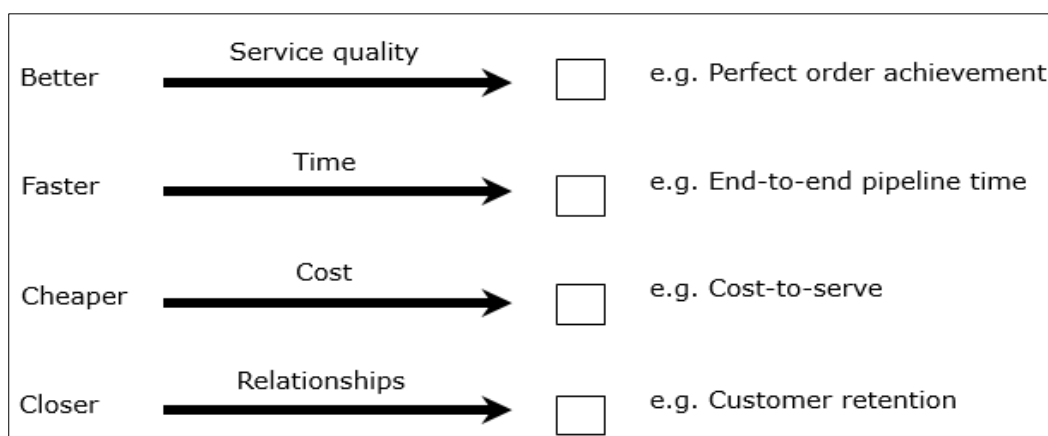 Better
Service quality
e.g. Perfect order achievement
Faster
Time
e.g. End-to-end pipeline time
Cheaper
Cost
e.g. Cost-to-serve
Closer
Relationships
e.g. Customer retention